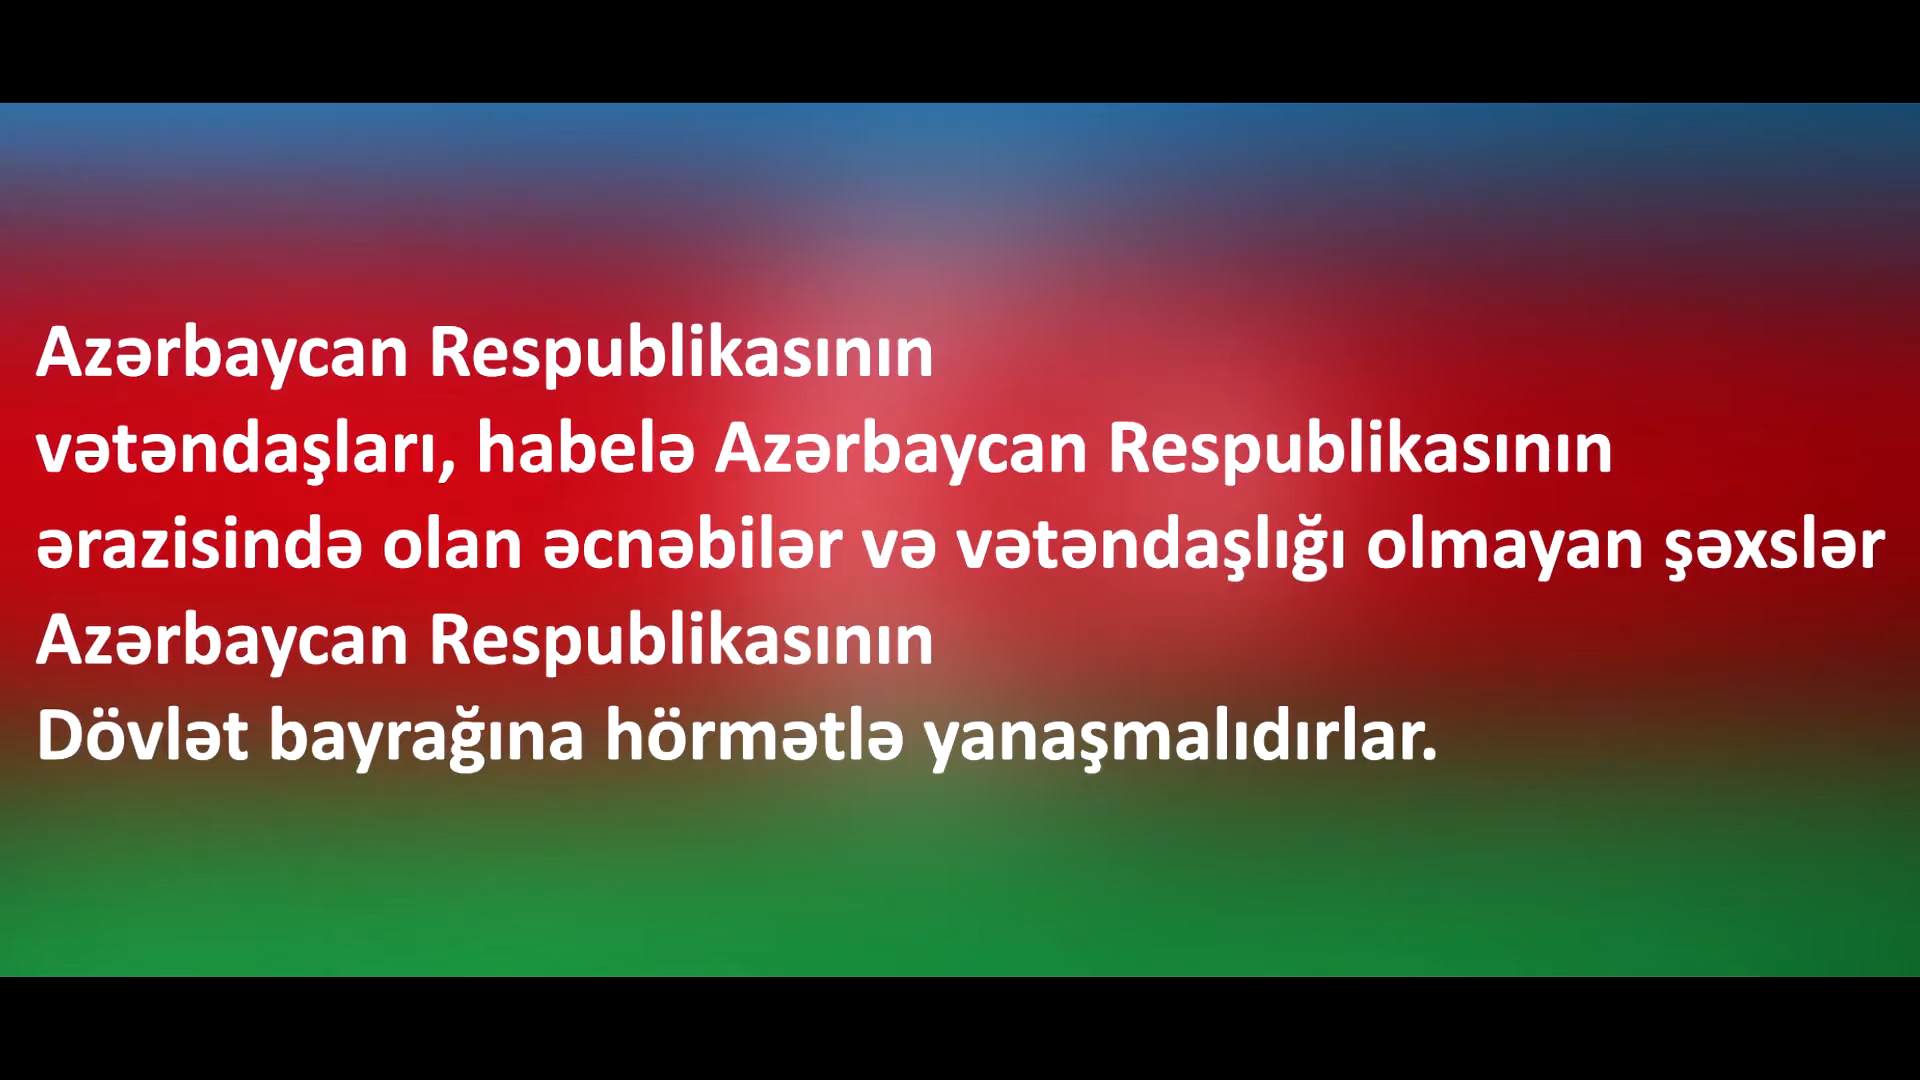 Azərbaycan Respublikasının
vətəndaşları, habelə Azərbaycan Respublikasının
ərazisində olan əcnəbilər və vətəndaşlığı olmayan şəxslər
Azərbaycan Respublikasının
Dövlət bayrağına hörmətlə yanaşmalıdırlar.